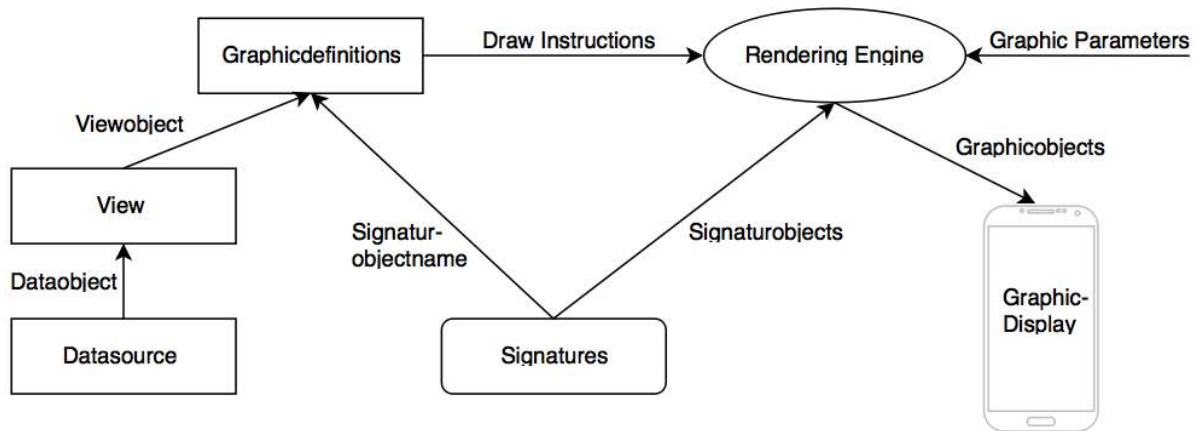 Graphicdefinitions
Draw Instructions
Rendering Engine
Graphic Parameters
Viewobject
Graphicobjects
View
Signatur-
objectname
Signaturobjects
Dataobject
Graphic-
Display
Datasource
Signatures